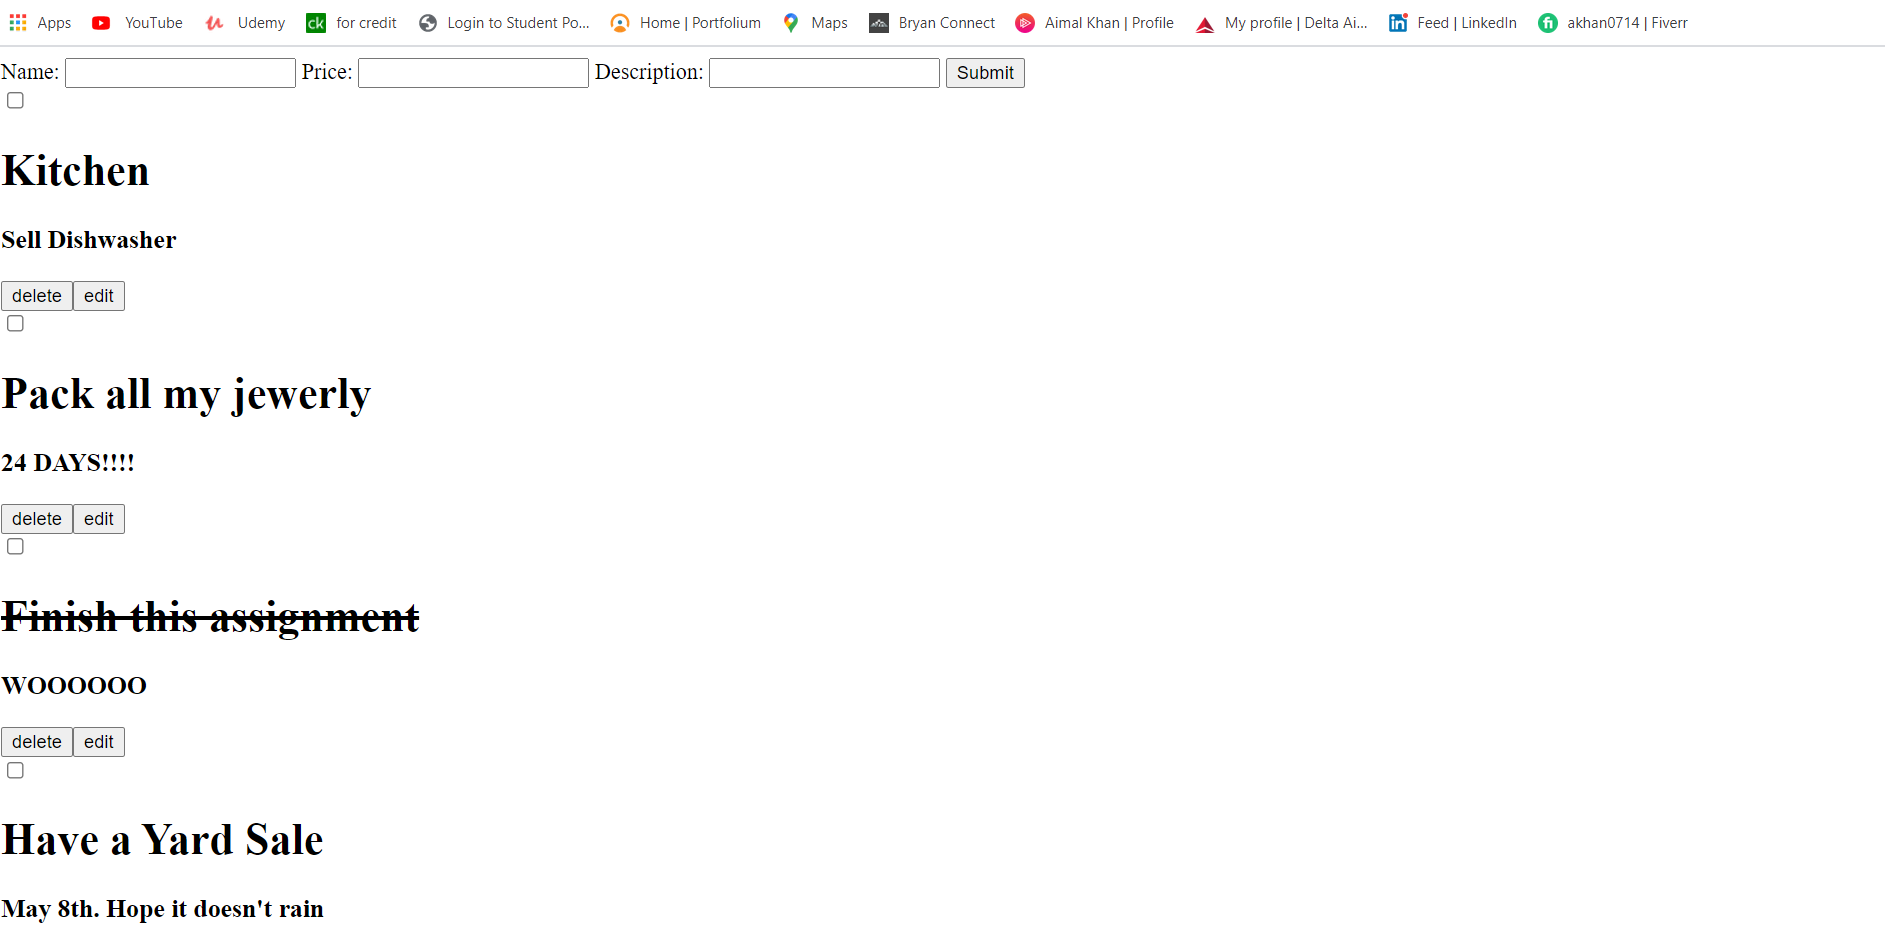 Apps YouTube Udemy ck for credit Login to Student Po... Home | Portfolium Maps Bryan Connect Aimal Khan | Profile My profile | Delta Ai... in Feed | LinkedIn fi akhan0714 | Fiverr
Name: Price: Description: Submit
Kitchen
Sell Dishwasher
delete edit
Pack all my jewerly
24 DAYS!!!!
delete edit
Finish this assignment
WOOOOOO
delete edit
Have a Yard Sale
May 8th. Hope it doesn't rain